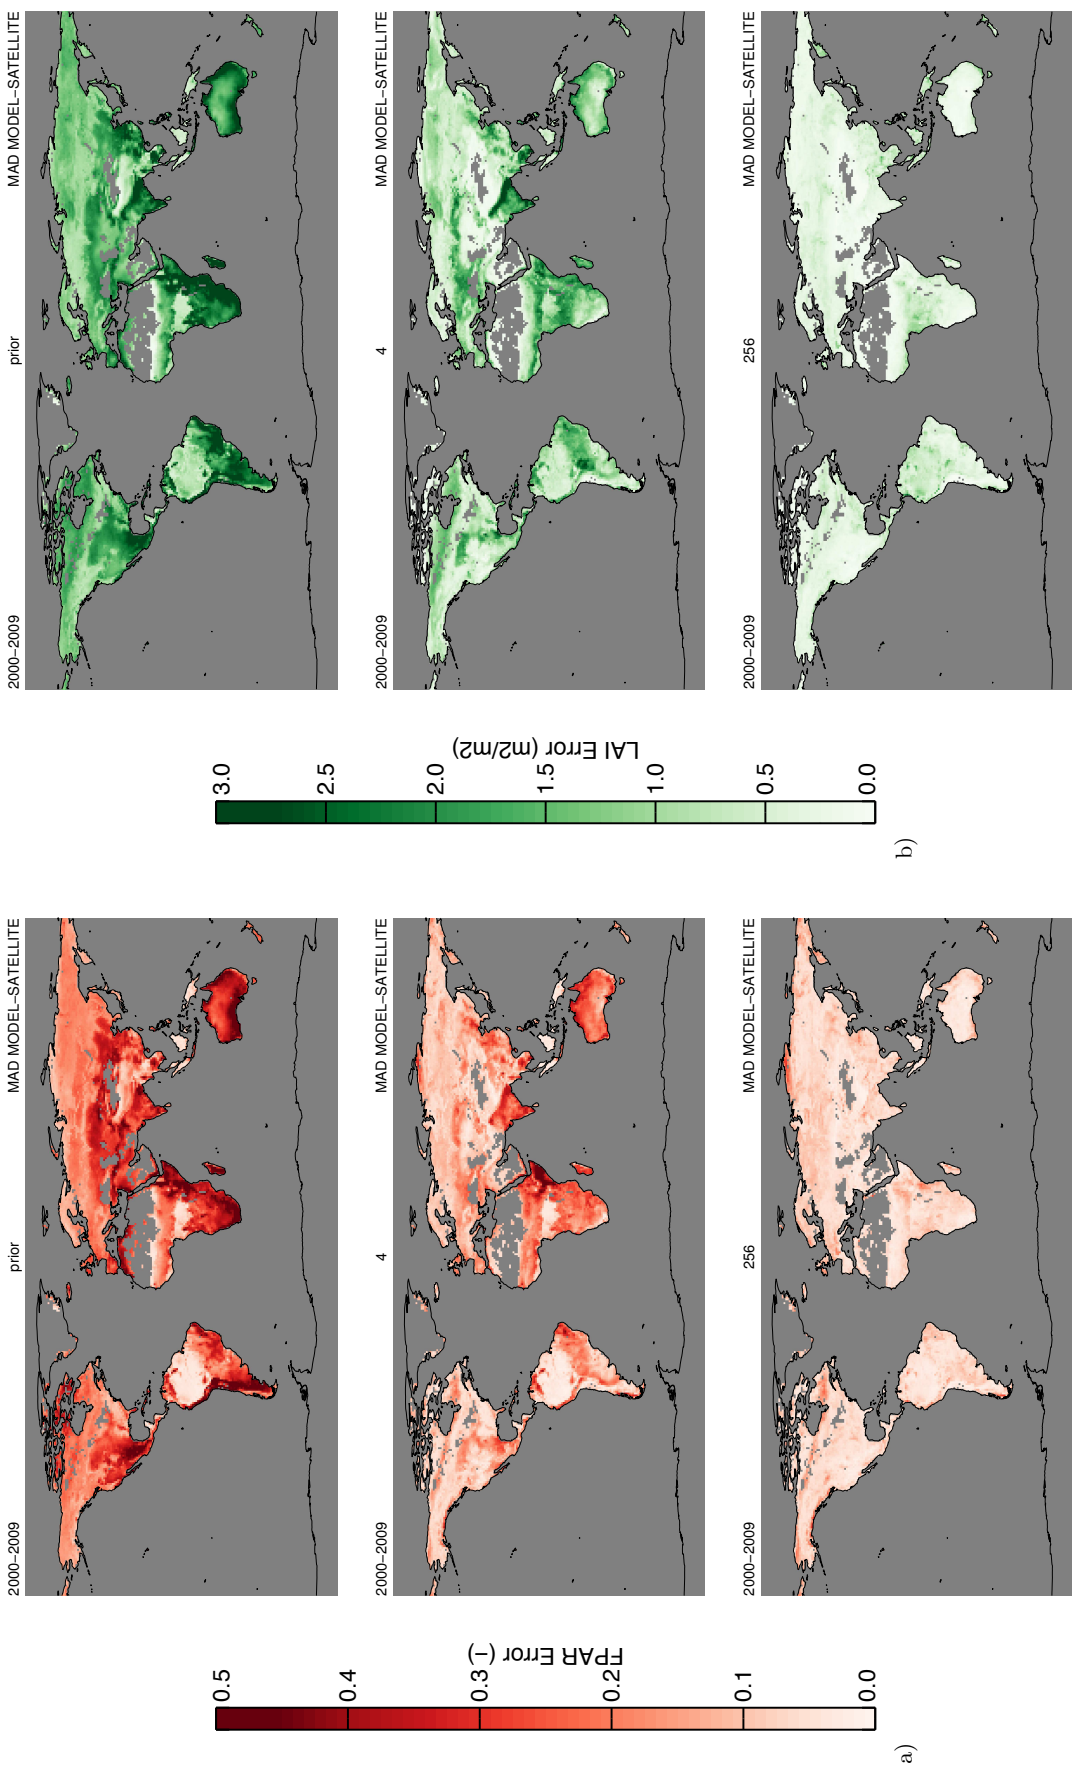 2000−2009 prior MAD MODEL−SATELLITE
2000−2009 4 MAD MODEL−SATELLITE
2000−2009 256 MAD MODEL−SATELLITE
0.5
0.4
0.3
0.2
0.1
0.0
FPAR Error (−)
a)
2000−2009 prior MAD MODEL−SATELLITE
2000−2009 4 MAD MODEL−SATELLITE
2000−2009 256 MAD MODEL−SATELLITE
3.0
2.5
2.0
1.5
1.0
0.5
0.0
LAI Error (m2/m2)
b)